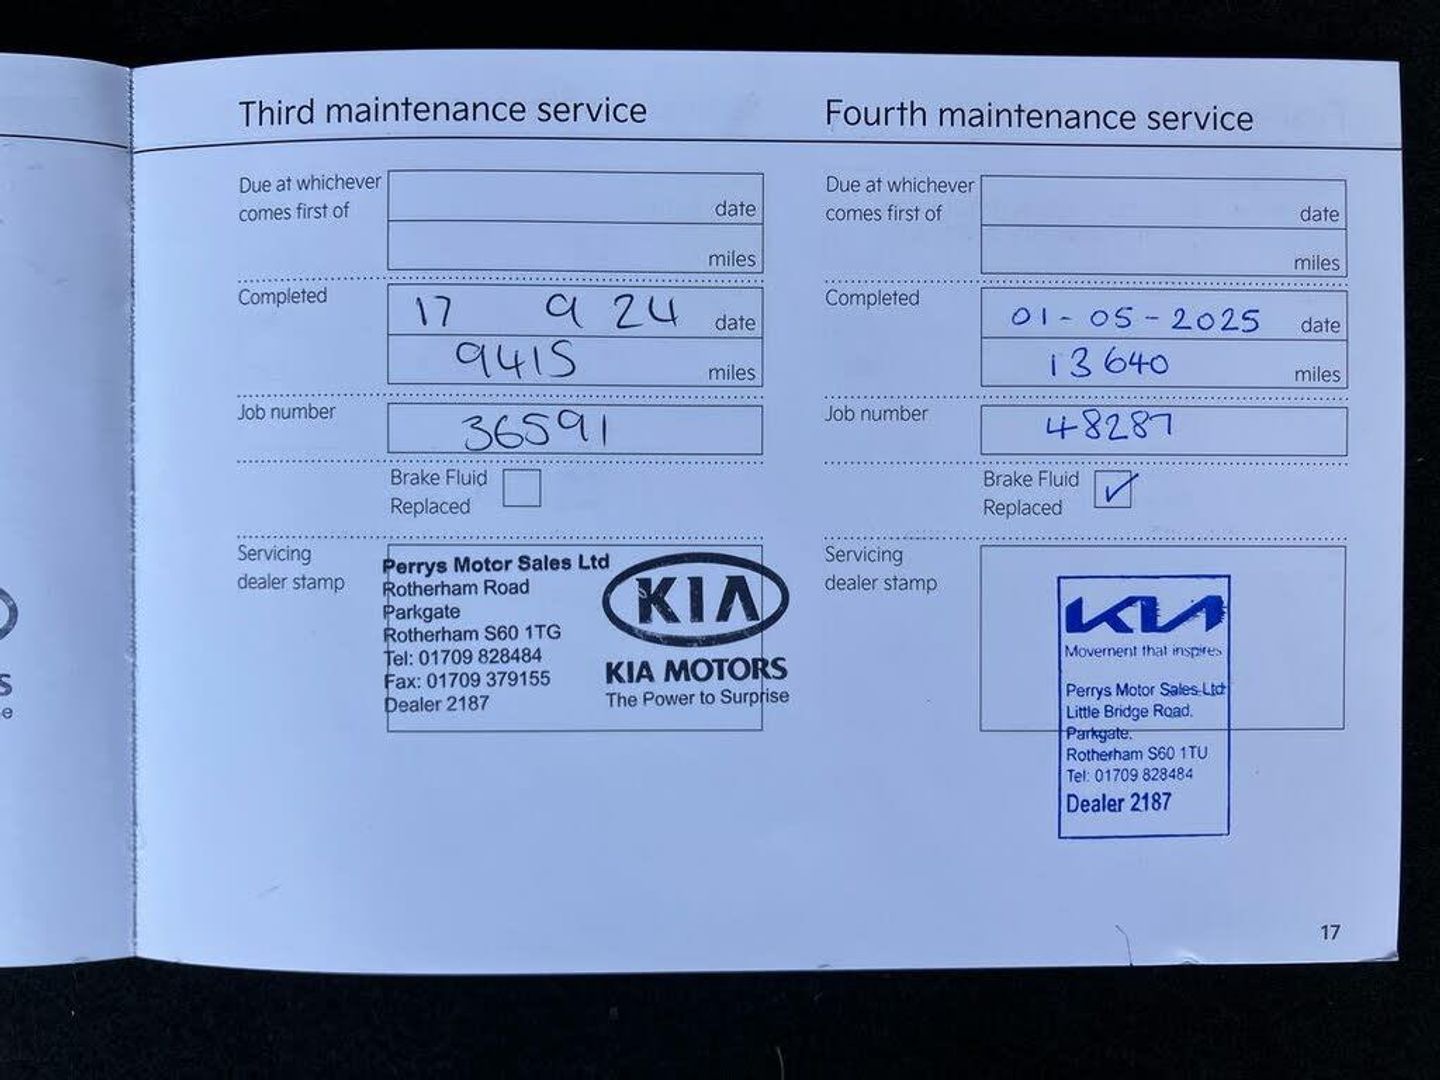 Third maintenance service
Due at whichever
comes first of
date
miles
Completed
17 9 24 date
9415 miles
Job number
36591
Brake Fluid
Replaced
Servicing
dealer stamp
Perrys Motor Sales Ltd
Rotherham Road
Parkgate
Rotherham S60 1TG
Tel: 01709 828484
Fax: 01709 379155
Dealer 2187
KIA
KIA MOTORS
The Power to Surprise
Fourth maintenance service
Due at whichever
comes first of
date
miles
Completed
01-05-2025 date
13640 miles
Job number
48287
Brake Fluid
Replaced
Servicing
dealer stamp
KIA
Movement that inspires
Perrys Motor Sales Ltd
Little Bridge Road.
Parkgate.
Rotherham S60 1TU
Tel: 01709 828484
Dealer 2187
17
S
e